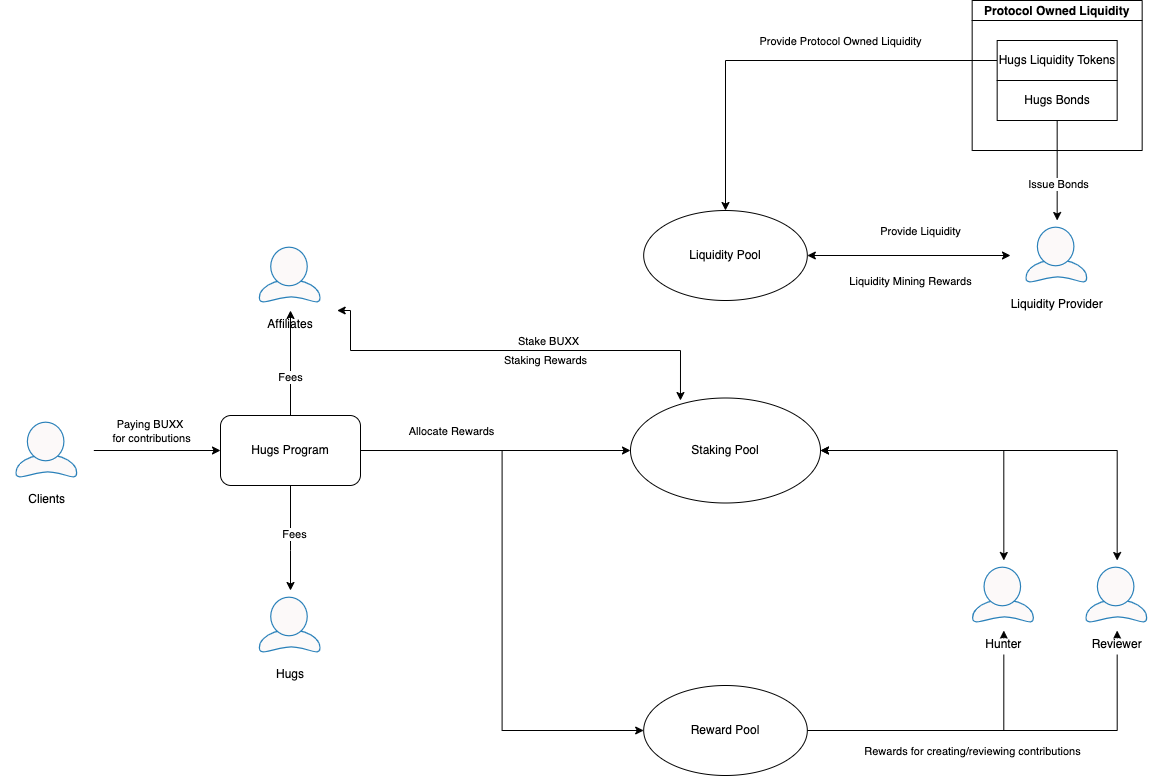 Protocol Owned Liquidity
Provide Protocol Owned Liquidity
Hugs Liquidity Tokens
Hugs Bonds
Issue Bonds
Provide Liquidity
Liquidity Pool
Liquidity Mining Rewards
Liquidity Provider
Affiliates
Stake BUXX
Staking Rewards
Fees
Paying BUXX
for contributions
Allocate Rewards
Hugs Program
Staking Pool
Clients
Fees
Hunter
Reviewer
Hugs
Reward Pool
Rewards for creating/reviewing contributions